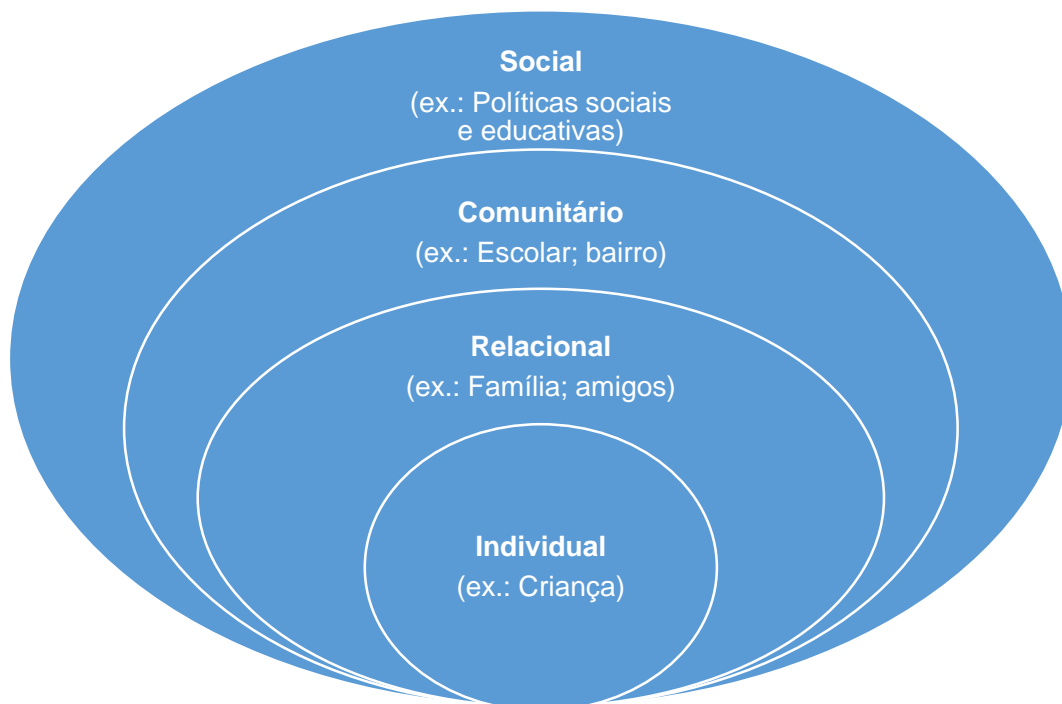 Social
(ex.: Políticas sociais
e educativas)
Comunitário
(ex.: Escolar; bairro)
Relacional
(ex.: Família; amigos)
Individual
(ex.: Criança)